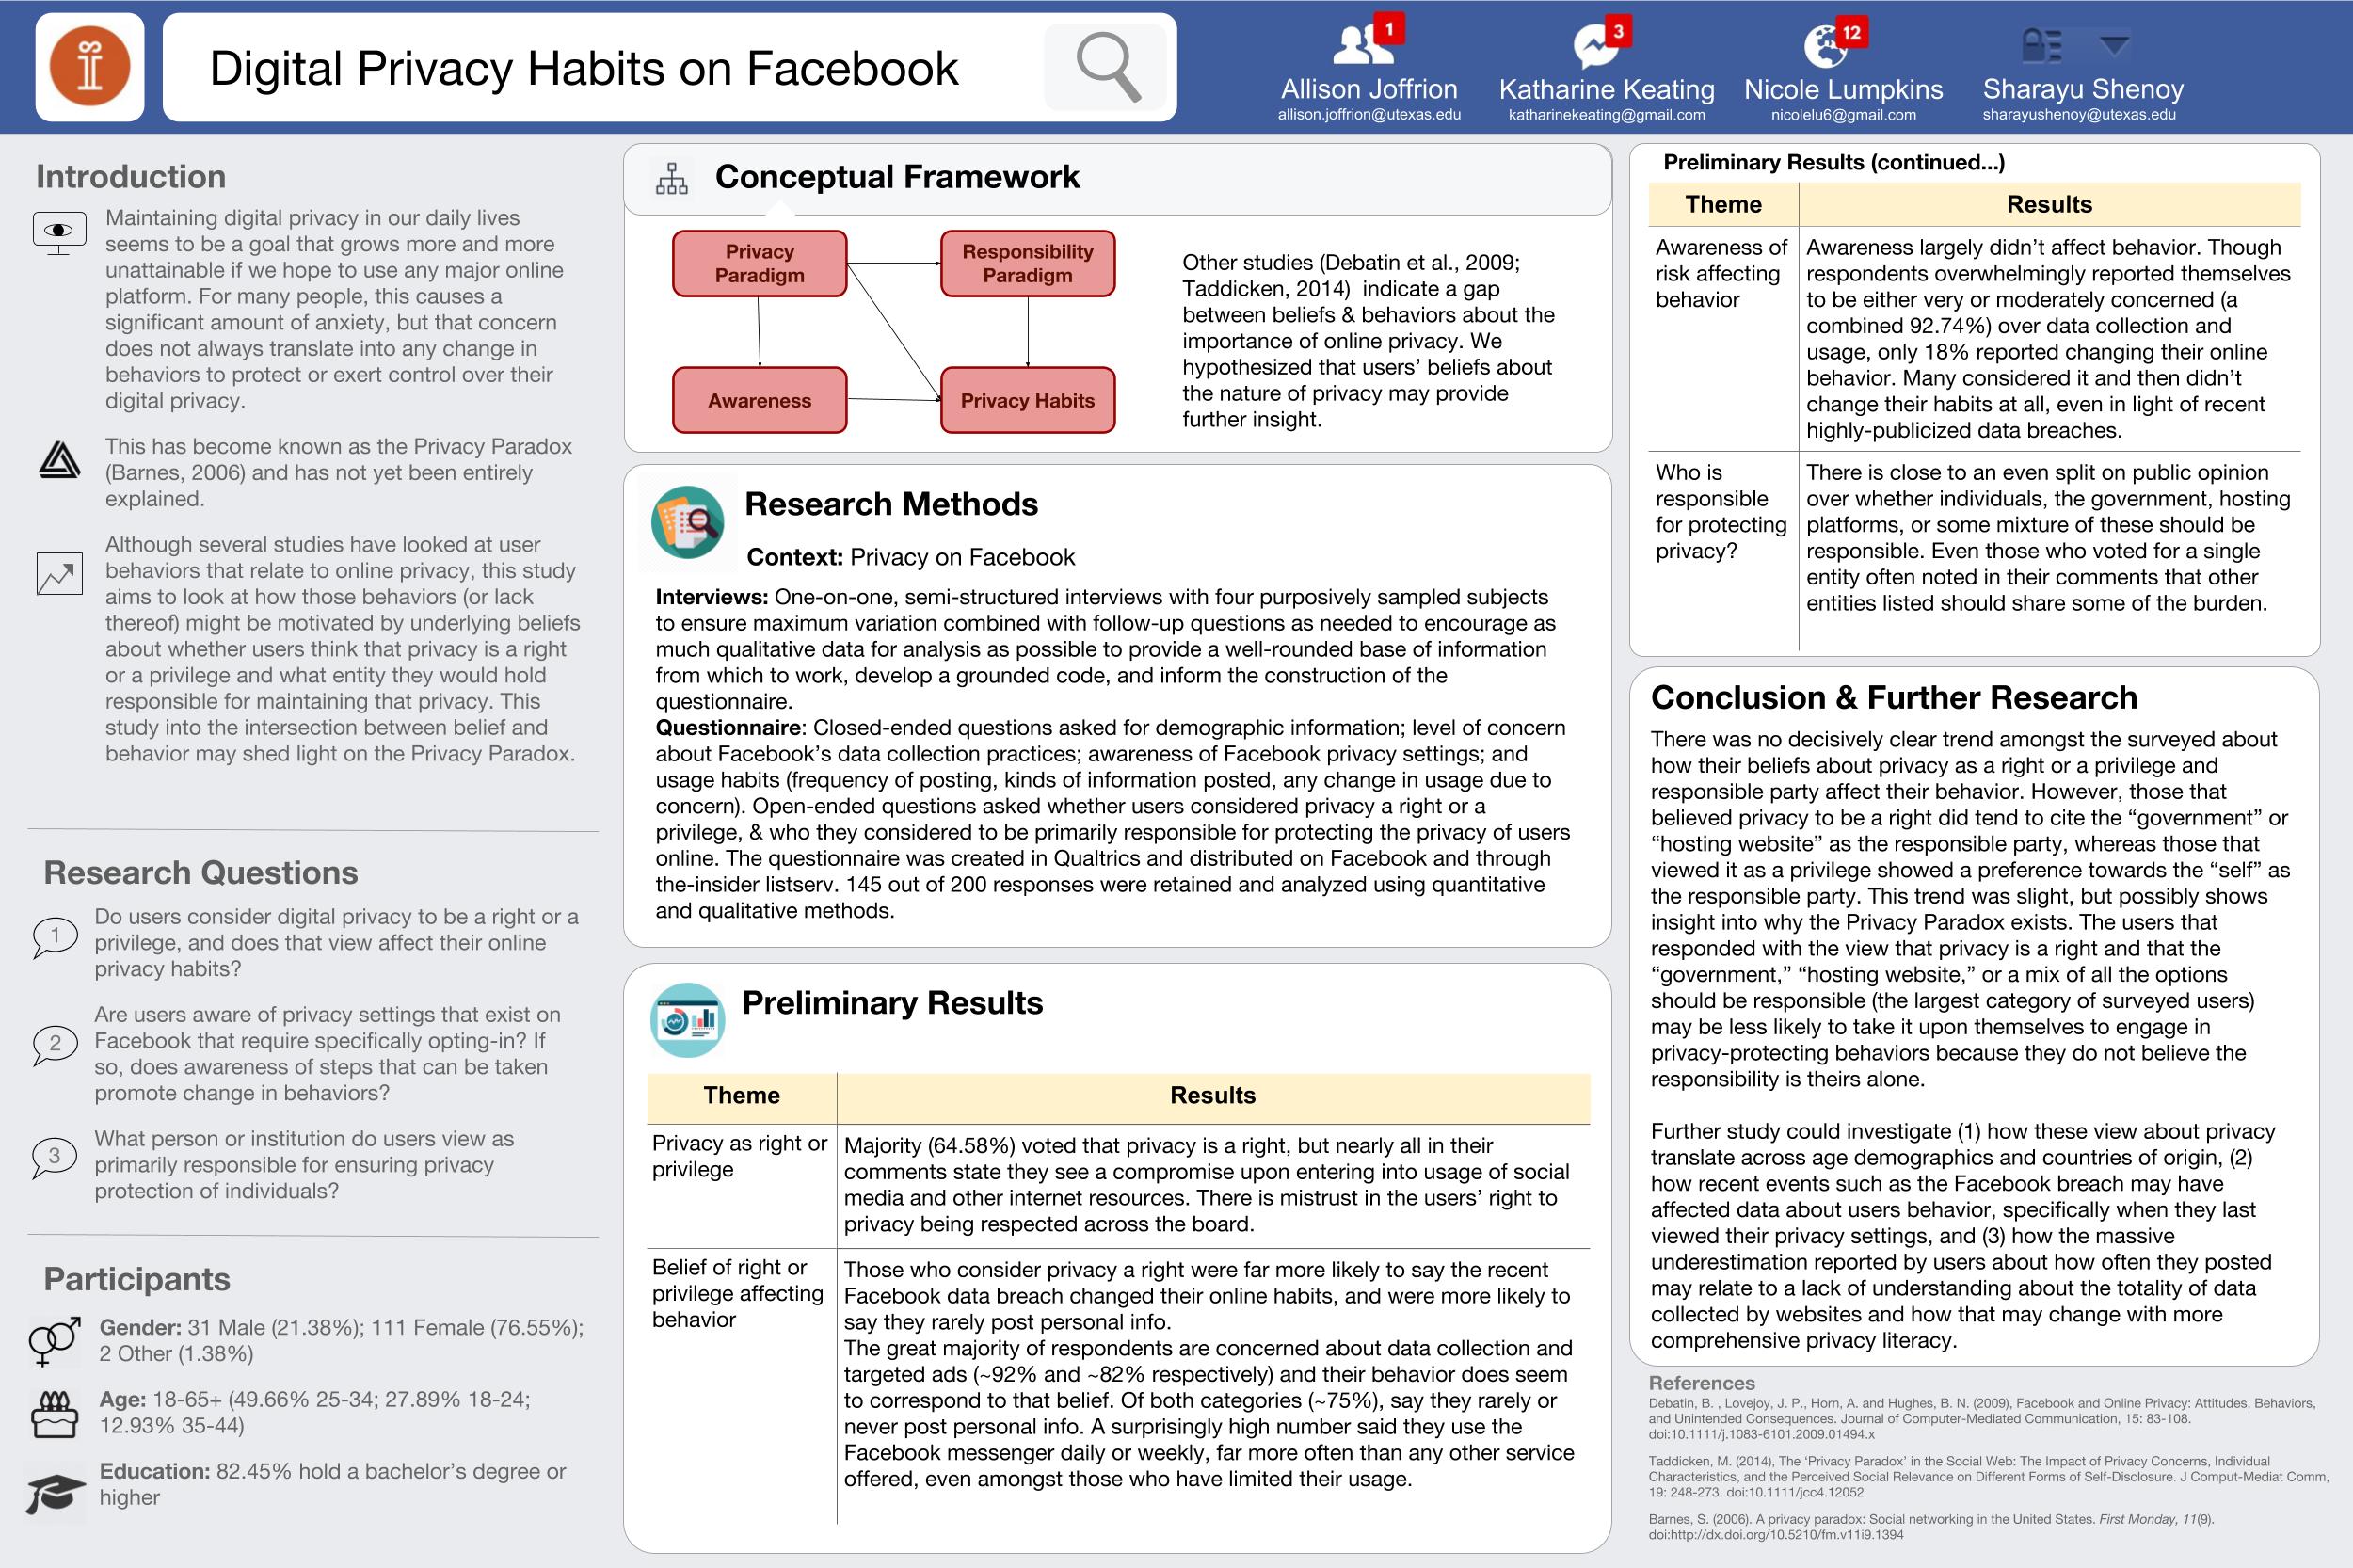 Digital Privacy Habits on Facebook
1
3
12
Allison Joffrion
allison.joffrion@utexas.edu
Katharine Keating
katharinekeating@gmail.com
Nicole Lumpkins
nicolelu6@gmail.com
Sharayu Shenoy
sharayushenoy@utexas.edu
Introduction
Maintaining digital privacy in our daily lives
seems to be a goal that grows more and more
unattainable if we hope to use any major online
platform. For many people, this causes a
significant amount of anxiety, but that concern
does not always translate into any change in
behaviors to protect or exert control over their
digital privacy.
This has become known as the Privacy Paradox
(Barnes, 2006) and has not yet been entirely
explained.
Although several studies have looked at user
behaviors that relate to online privacy, this study
aims to look at how those behaviors (or lack
thereof) might be motivated by underlying beliefs
about whether users think that privacy is a right
or a privilege and what entity they would hold
responsible for maintaining that privacy. This
study into the intersection between belief and
behavior may shed light on the Privacy Paradox.
Research Questions
1
Do users consider digital privacy to be a right or a
privilege, and does that view affect their online
privacy habits?
2
Are users aware of privacy settings that exist on
Facebook that require specifically opting-in? If
so, does awareness of steps that can be taken
promote change in behaviors?
3
What person or institution do users view as
primarily responsible for ensuring privacy
protection of individuals?
Participants
Gender: 31 Male (21.38%); 111 Female (76.55%);
2 Other (1.38%)
Age: 18-65+ (49.66% 25-34; 27.89% 18-24;
12.93% 35-44)
Education: 82.45% hold a bachelor's degree or
higher
Conceptual Framework
Privacy
Paradigm
Responsibility
Paradigm
Awareness
Privacy Habits
Other studies (Debatin et al., 2009;
Taddicken, 2014) indicate a gap
between beliefs & behaviors about the
importance of online privacy. We
hypothesized that users' beliefs about
the nature of privacy may provide
further insight.
Research Methods
Context: Privacy on Facebook
Interviews: One-on-one, semi-structured interviews with four purposively sampled subjects
to ensure maximum variation combined with follow-up questions as needed to encourage as
much qualitative data for analysis as possible to provide a well-rounded base of information
from which to work, develop a grounded code, and inform the construction of the
questionnaire.
Questionnaire: Closed-ended questions asked for demographic information; level of concern
about Facebook's data collection practices; awareness of Facebook privacy settings; and
usage habits (frequency of posting, kinds of information posted, any change in usage due to
concern). Open-ended questions asked whether users considered privacy a right or a
privilege, & who they considered to be primarily responsible for protecting the privacy of users
online. The questionnaire was created in Qualtrics and distributed on Facebook and through
the-insider listserv. 145 out of 200 responses were retained and analyzed using quantitative
and qualitative methods.
Preliminary Results
Theme
Results
Privacy as right or
privilege
Majority (64.58%) voted that privacy is a right, but nearly all in their
comments state they see a compromise upon entering into usage of social
media and other internet resources. There is mistrust in the users' right to
privacy being respected across the board.
Belief of right or
privilege affecting
behavior
Those who consider privacy a right were far more likely to say the recent
Facebook data breach changed their online habits, and were more likely to
say they rarely post personal info.
The great majority of respondents are concerned about data collection and
targeted ads (~92% and ~82% respectively) and their behavior does seem
to correspond to that belief. Of both categories (~75%), say they rarely or
never post personal info. A surprisingly high number said they use the
Facebook messenger daily or weekly, far more often than any other service
offered, even amongst those who have limited their usage.
Preliminary Results (continued...)
Theme
Results
Awareness of
risk affecting
behavior
Awareness largely didn't affect behavior. Though
respondents overwhelmingly reported themselves
to be either very or moderately concerned (a
combined 92.74%) over data collection and
usage, only 18% reported changing their online
behavior. Many considered it and then didn't
change their habits at all, even in light of recent
highly-publicized data breaches.
Who is
responsible
for protecting
privacy?
There is close to an even split on public opinion
over whether individuals, the government, hosting
platforms, or some mixture of these should be
responsible. Even those who voted for a single
entity often noted in their comments that other
entities listed should share some of the burden.
Conclusion & Further Research
There was no decisively clear trend amongst the surveyed about
how their beliefs about privacy as a right or a privilege and
responsible party affect their behavior. However, those that
believed privacy to be a right did tend to cite the “government” or
“hosting website” as the responsible party, whereas those that
viewed it as a privilege showed a preference towards the “self” as
the responsible party. This trend was slight, but possibly shows
insight into why the Privacy Paradox exists. The users that
responded with the view that privacy is a right and that the
“government,” “hosting website,” or a mix of all the options
should be responsible (the largest category of surveyed users)
may be less likely to take it upon themselves to engage in
privacy-protecting behaviors because they do not believe the
responsibility is theirs alone.
Further study could investigate (1) how these view about privacy
translate across age demographics and countries of origin, (2)
how recent events such as the Facebook breach may have
affected data about users behavior, specifically when they last
viewed their privacy settings, and (3) how the massive
underestimation reported by users about how often they posted
may relate to a lack of understanding about the totality of data
collected by websites and how that may change with more
comprehensive privacy literacy.
References
Debatin, B. , Lovejoy, J. P., Horn, A. and Hughes, B. N. (2009), Facebook and Online Privacy: Attitudes, Behaviors,
and Unintended Consequences. Journal of Computer-Mediated Communication, 15: 83-108.
doi:10.1111/j.1083-6101.2009.01494.x
Taddicken, M. (2014), The 'Privacy Paradox' in the Social Web: The Impact of Privacy Concerns, Individual
Characteristics, and the Perceived Social Relevance on Different Forms of Self-Disclosure. J Comput-Mediat Comm,
19: 248-273. doi:10.1111/jcc4.12052
Barnes, S. (2006). A privacy paradox: Social networking in the United States. First Monday, 11(9).
doi:http://dx.doi.org/10.5210/fm.v11i9.1394